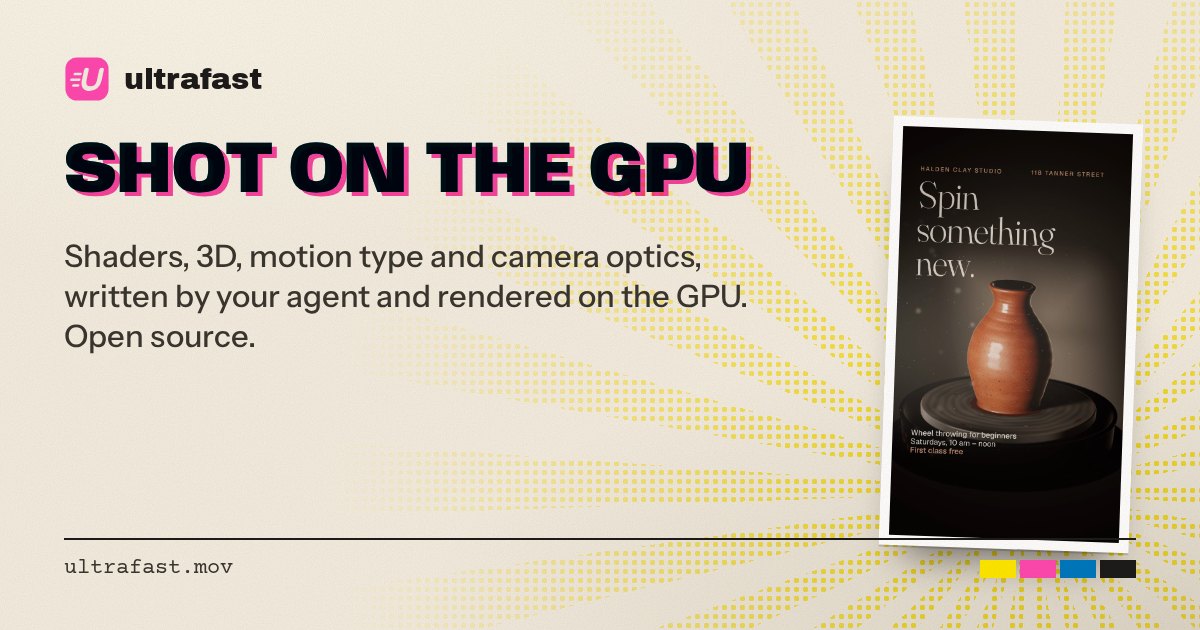 ultrafast
SHOT ON THE GPU
Shaders, 3D, motion type and camera optics,
written by your agent and rendered on the GPU.
Open source.
HALDEN CLAY STUDIO
118 TANNER STREET
Spin
something
new.
Wheel throwing for beginners
Saturdays, 10 am – noon
First class free
ultrafast.mov